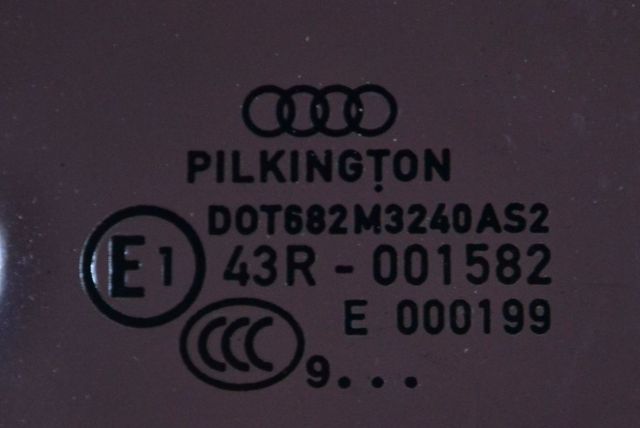 PILKINGTON
DOT682M3240AS2
E1 43R - 001582
E 000199
CCC 9...